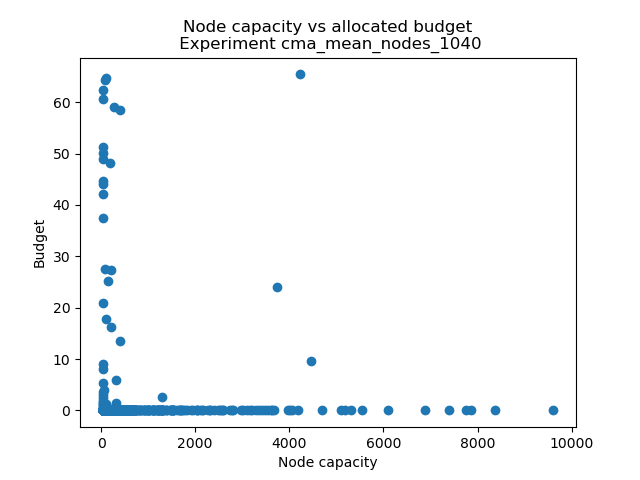 Node capacity vs allocated budget
Experiment cma_mean_nodes_1040
60
50
40
30
20
10
0
Budget
0 2000 4000 6000 8000 10000
Node capacity